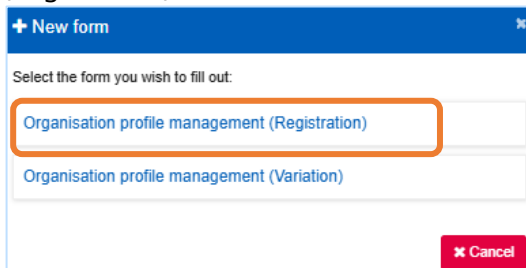 + New form
Select the form you wish to fill out:
Organisation profile management (Registration)
Organisation profile management (Variation)
✖ Cancel